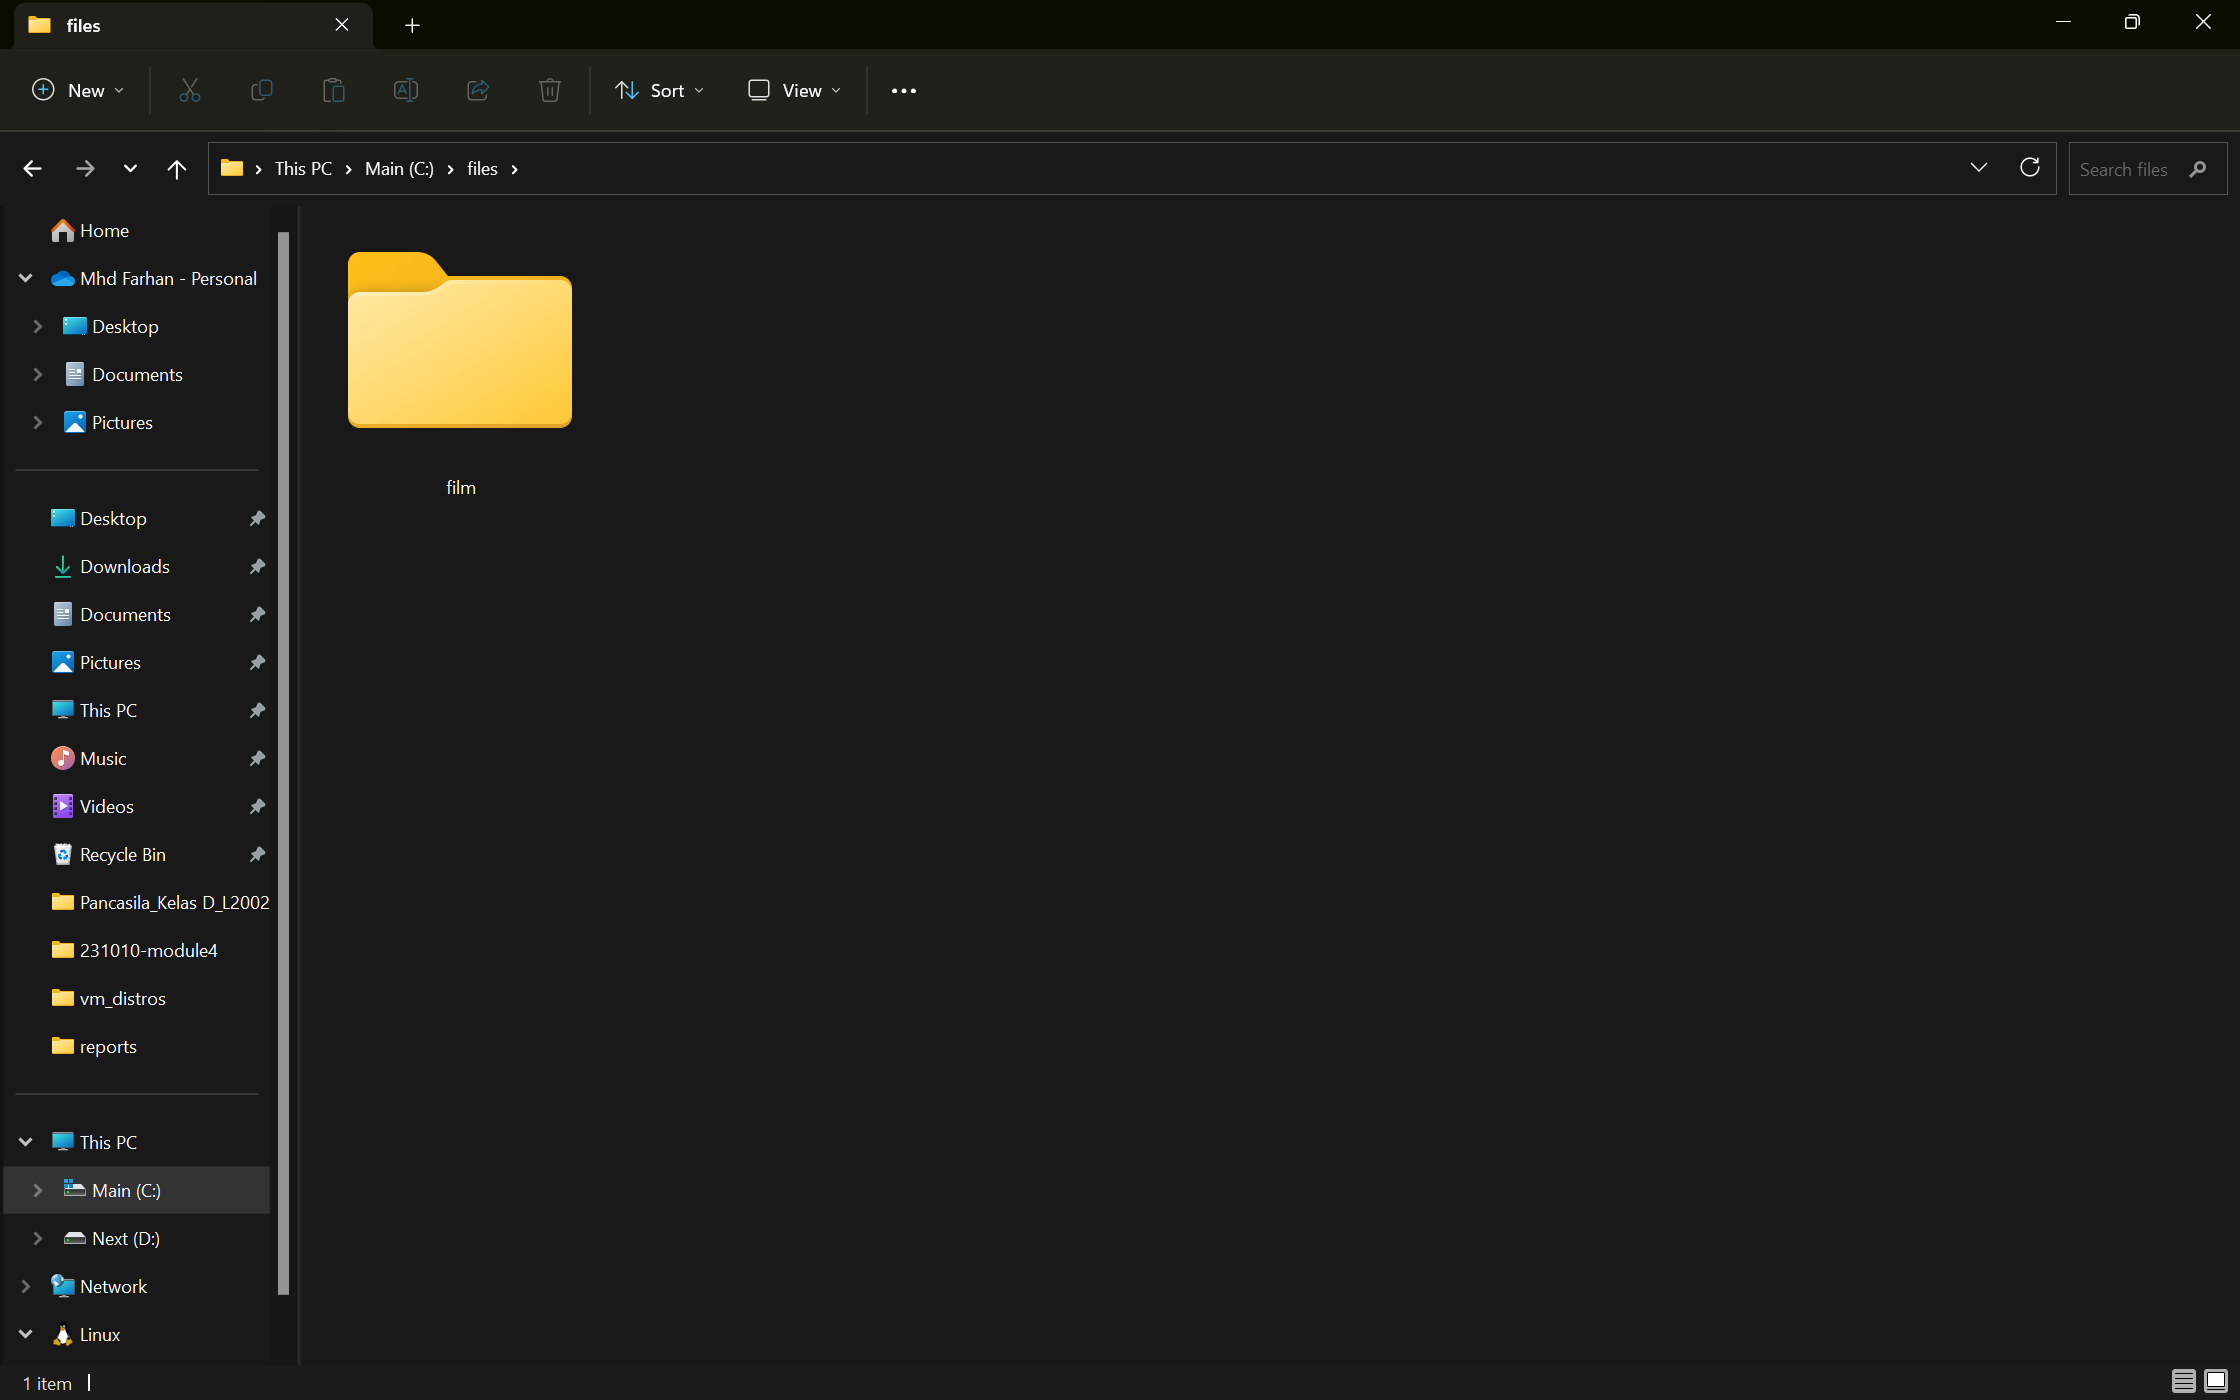 files
New
Sort
View
This PC
Main (C:)
files
Search files
Home
Mhd Farhan - Personal
Desktop
Documents
Pictures
Desktop
Downloads
Documents
Pictures
This PC
Music
Videos
Recycle Bin
Pancasila_Kelas D_L2002
231010-module4
vm_distros
reports
This PC
Main (C:)
Next (D:)
Network
Linux
film
1 item